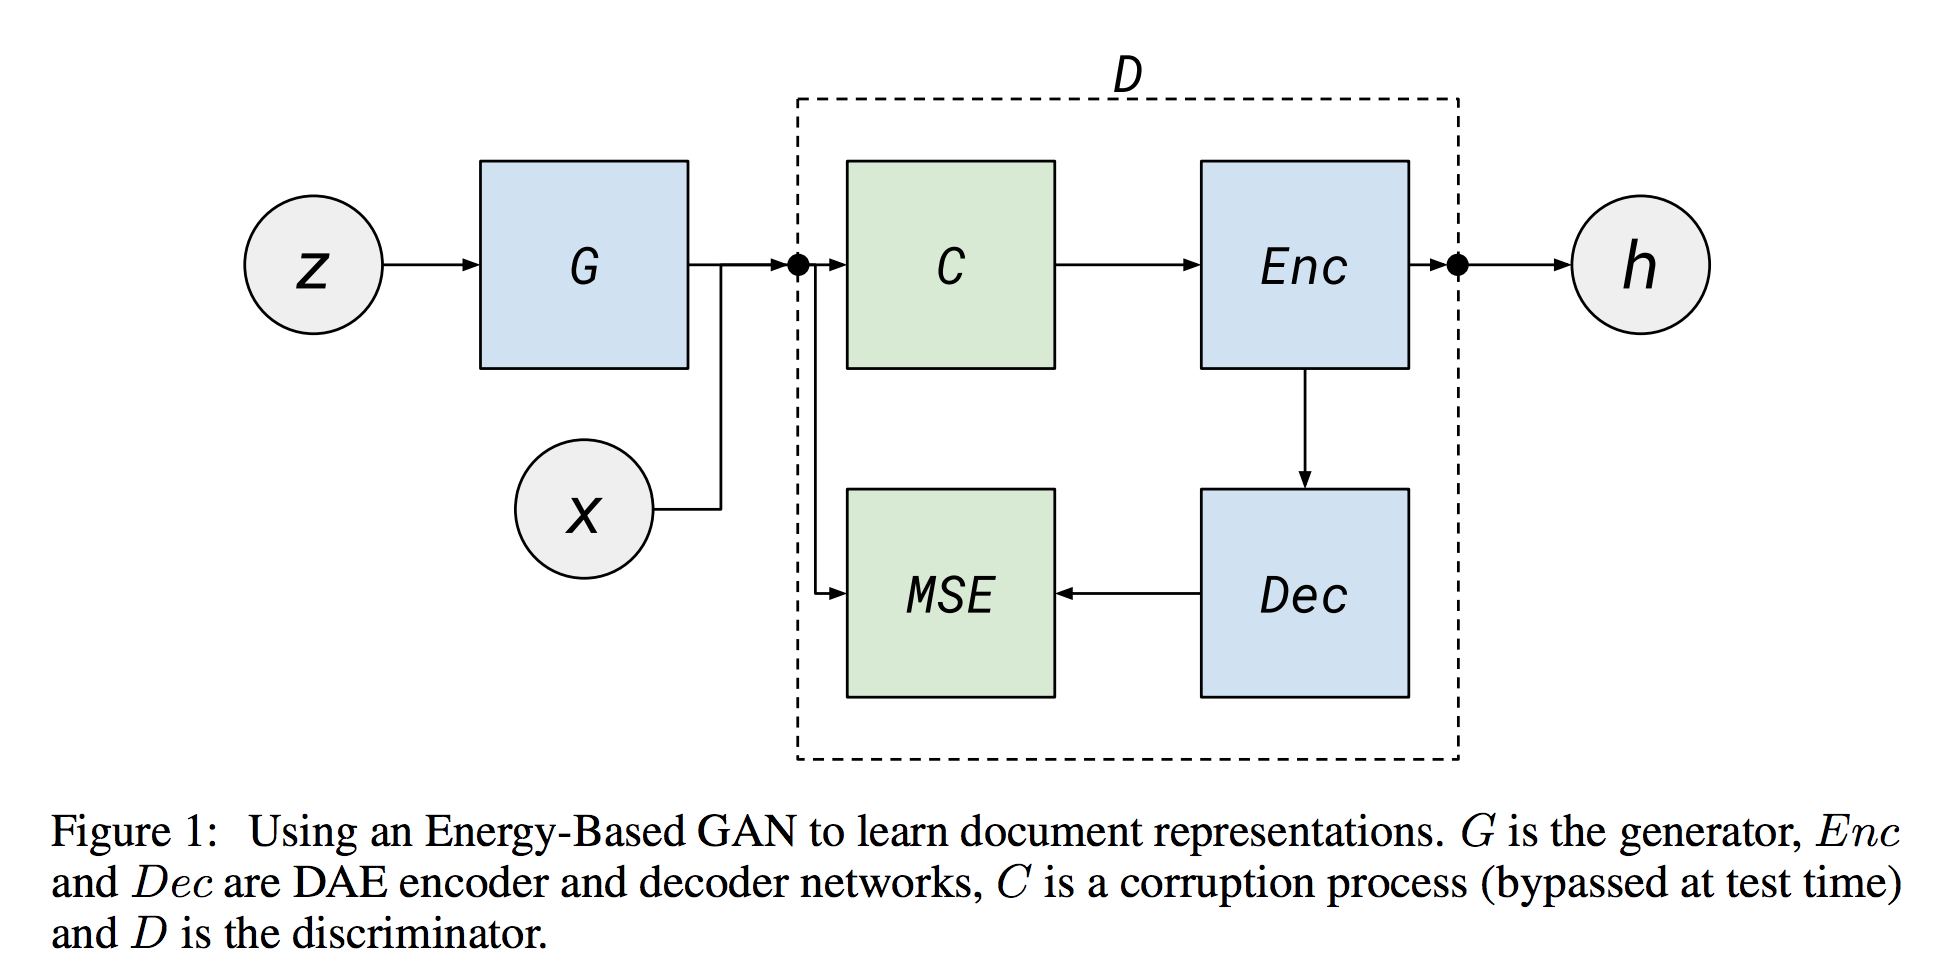 D
z
G
C
Enc
h
x
MSE
Dec
Figure 1: Using an Energy-Based GAN to learn document representations. G is the generator, Enc
and Dec are DAE encoder and decoder networks, C is a corruption process (bypassed at test time)
and D is the discriminator.